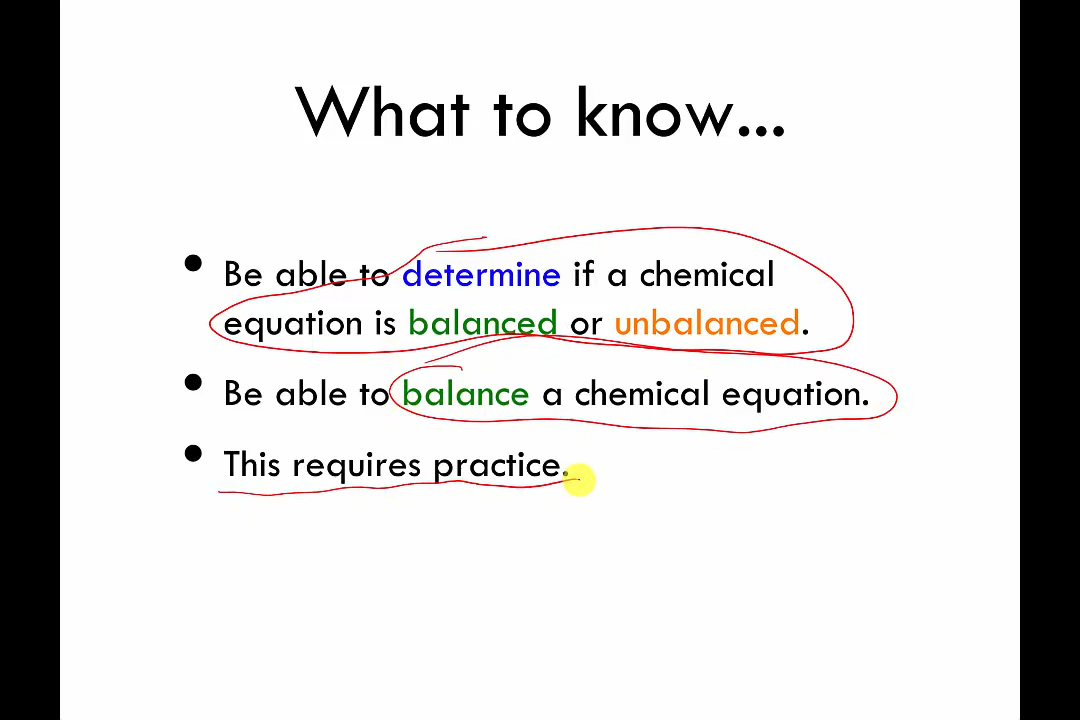 What to know...
• Be able to determine if a chemical
equation is balanced or unbalanced.
• Be able to balance a chemical equation.
• This requires practice.